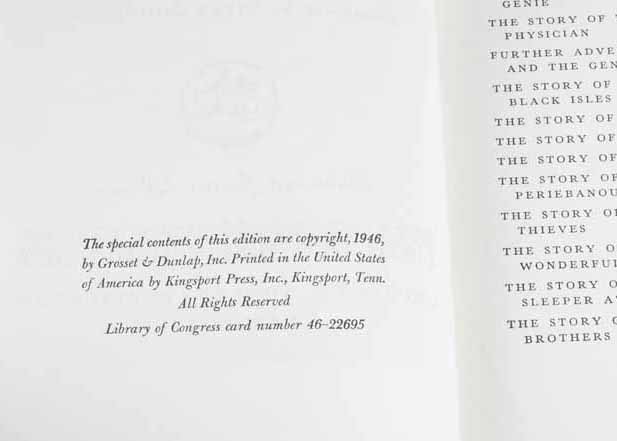 The special contents of this edition are copyright, 1946,
by Grosset & Dunlap, Inc. Printed in the United States
of America by Kingsport Press, Inc., Kingsport, Tenn.
All Rights Reserved
Library of Congress card number 46–22695
GENIE
THE STORY OF
PHYSICIAN
FURTHER ADVE
AND THE GEN
THE STORY OF
BLACK ISLES
THE STORY OF
THE STORY OF
THE STORY OF
THE STORY OF
PERIEBANOU
THE STORY OF
THIEVES
THE STORY O
WONDERFUL
THE STORY O
SLEEPER A
THE STORY
BROTHERS